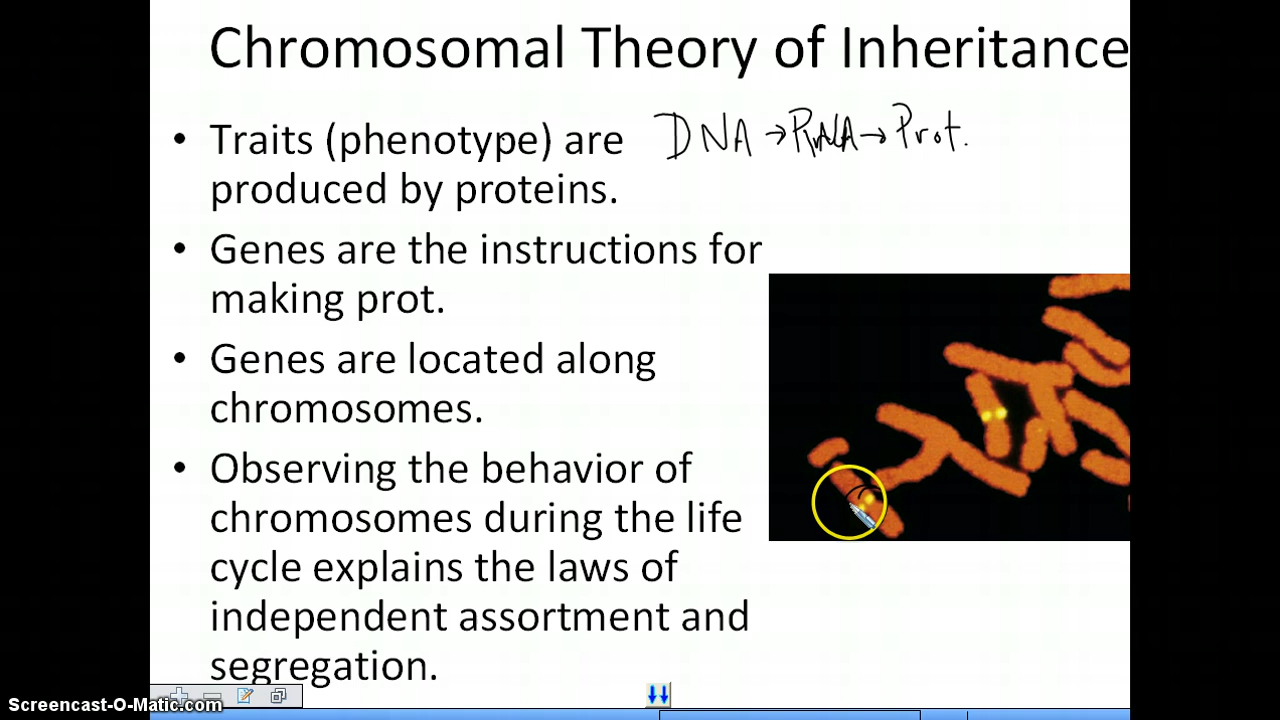 Chromosomal Theory of Inheritance
• Traits (phenotype) are
produced by proteins.
DNA → RNA → Prot.
• Genes are the instructions for
making prot.
• Genes are located along
chromosomes.
• Observing the behavior of
chromosomes during the life
cycle explains the laws of
independent assortment and
segregation.
Screencast-O-Matic.com